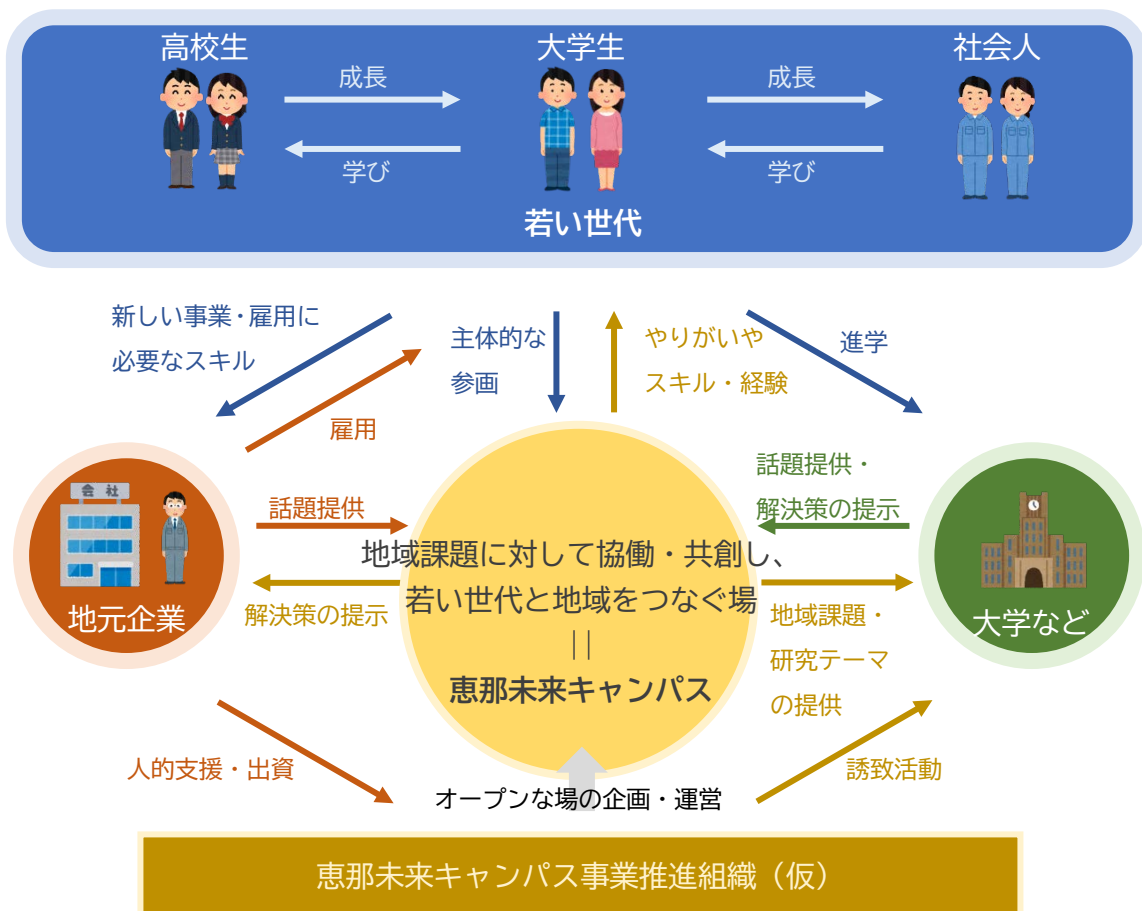 高校生
大学生
社会人
成長
成長
学び
学び
若い世代
新しい事業・雇用に
必要なスキル
雇用
主体的な
参画
やりがいや
スキル・経験
進学
会社
地元企業
話題提供
解決策の提示
地域課題に対して協働・共創し、
若い世代と地域をつなぐ場
||
恵那未来キャンパス
話題提供・
解決策の提示
地域課題・
研究テーマ
の提供
大学など
人的支援・出資
オープンな場の企画・運営
誘致活動
恵那未来キャンパス事業推進組織（仮）